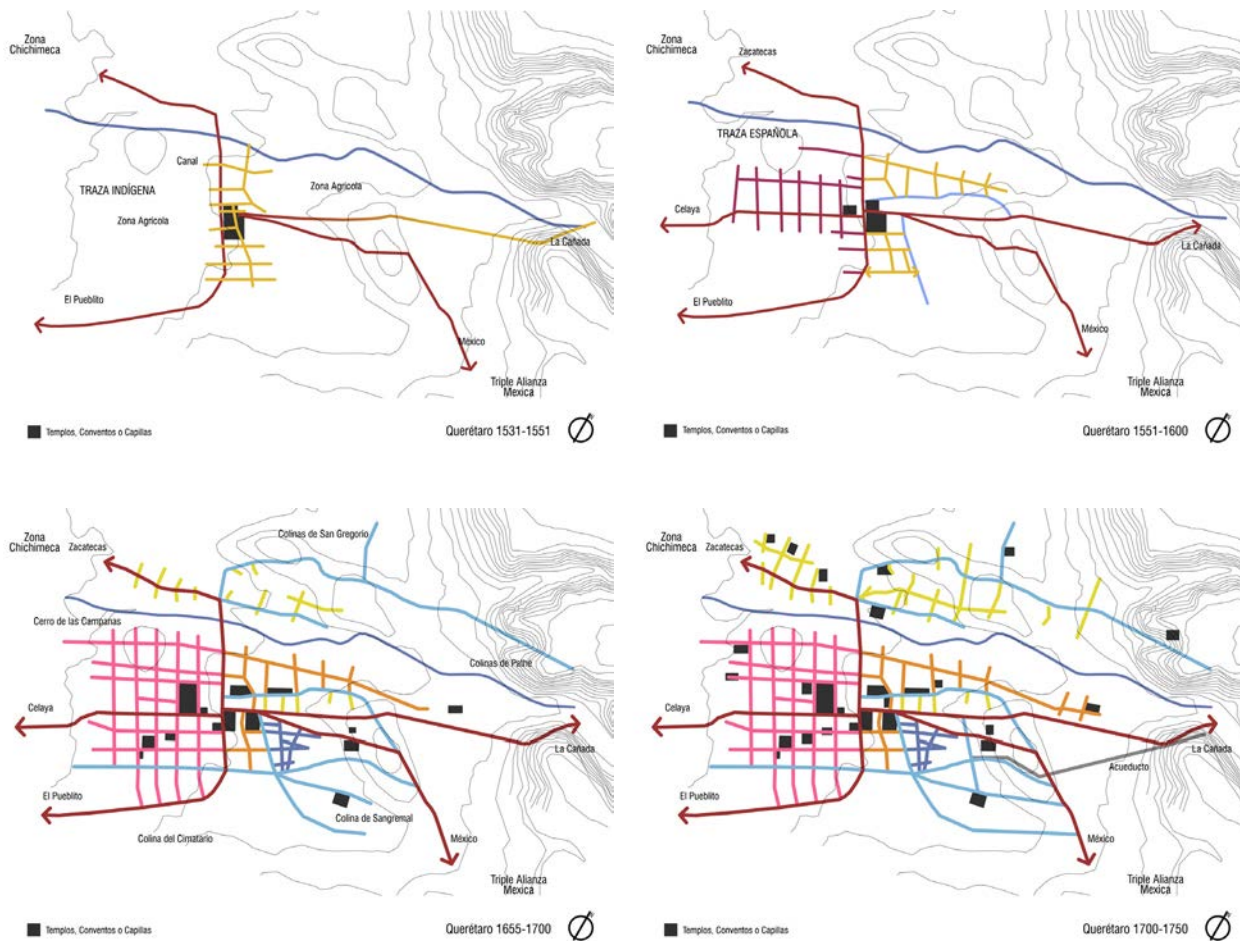 Zona
Chichimeca
Canal
TRAZA INDÍGENA
Zona Agrícola
Zona Agrícola
La Cañada
El Pueblito
México
Triple Alianza
Mexica
Templos, Conventos o Capillas
Querétaro 1531-1551
Zona
Chichimeca
Zacatecas
TRAZA ESPAÑOLA
Celaya
La Cañada
El Pueblito
México
Triple Alianza
Mexica
Templos, Conventos o Capillas
Querétaro 1551-1600
Zona
Chichimeca
Zacatecas
Colinas de San Gregorio
Cerro de las Campanas
Colinas de Pathé
Celaya
La Cañada
El Pueblito
Colina de Sangremal
Colina del Cimatario
México
Triple Alianza
Mexica
Templos, Conventos o Capillas
Querétaro 1655-1700
Zona
Chichimeca
Zacatecas
Celaya
La Cañada
Acueducto
El Pueblito
México
Triple Alianza
Mexica
Templos, Conventos o Capillas
Querétaro 1700-1750